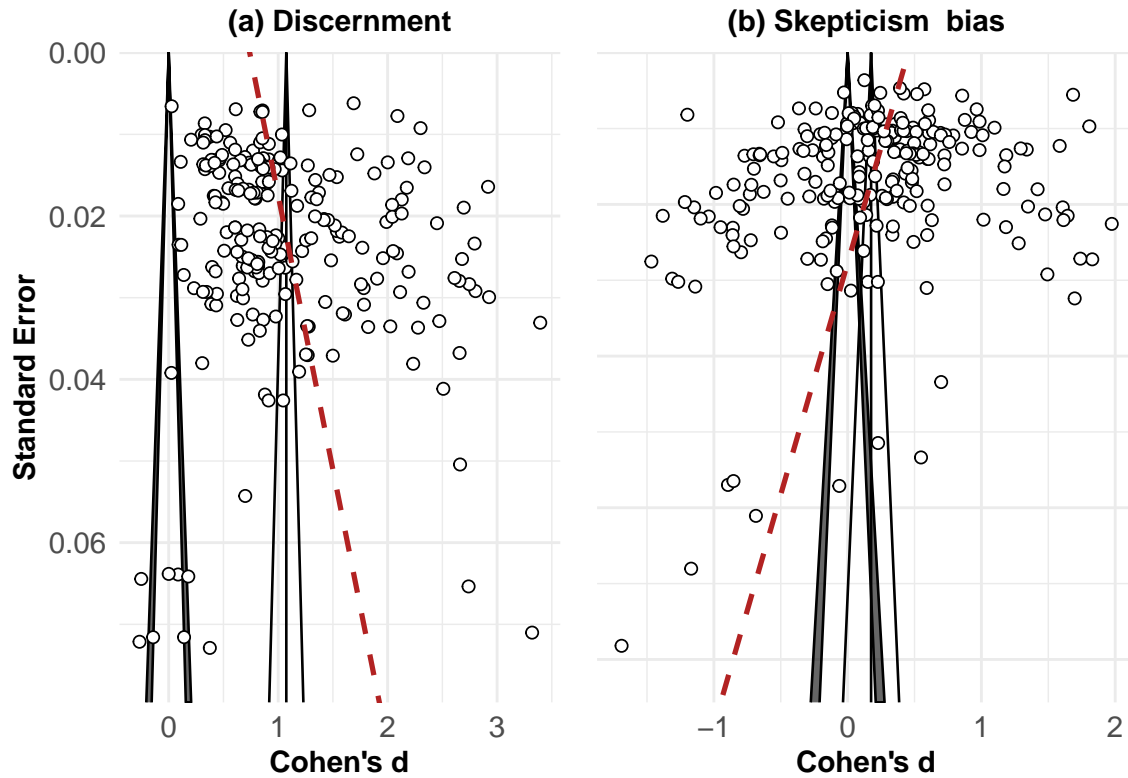 (a) Discernment
(b) Skepticism  bias
Standard Error
0.00
0.02
0.04
0.06
0
1
2
3
−1
0
1
2
Cohen's d
Cohen's d